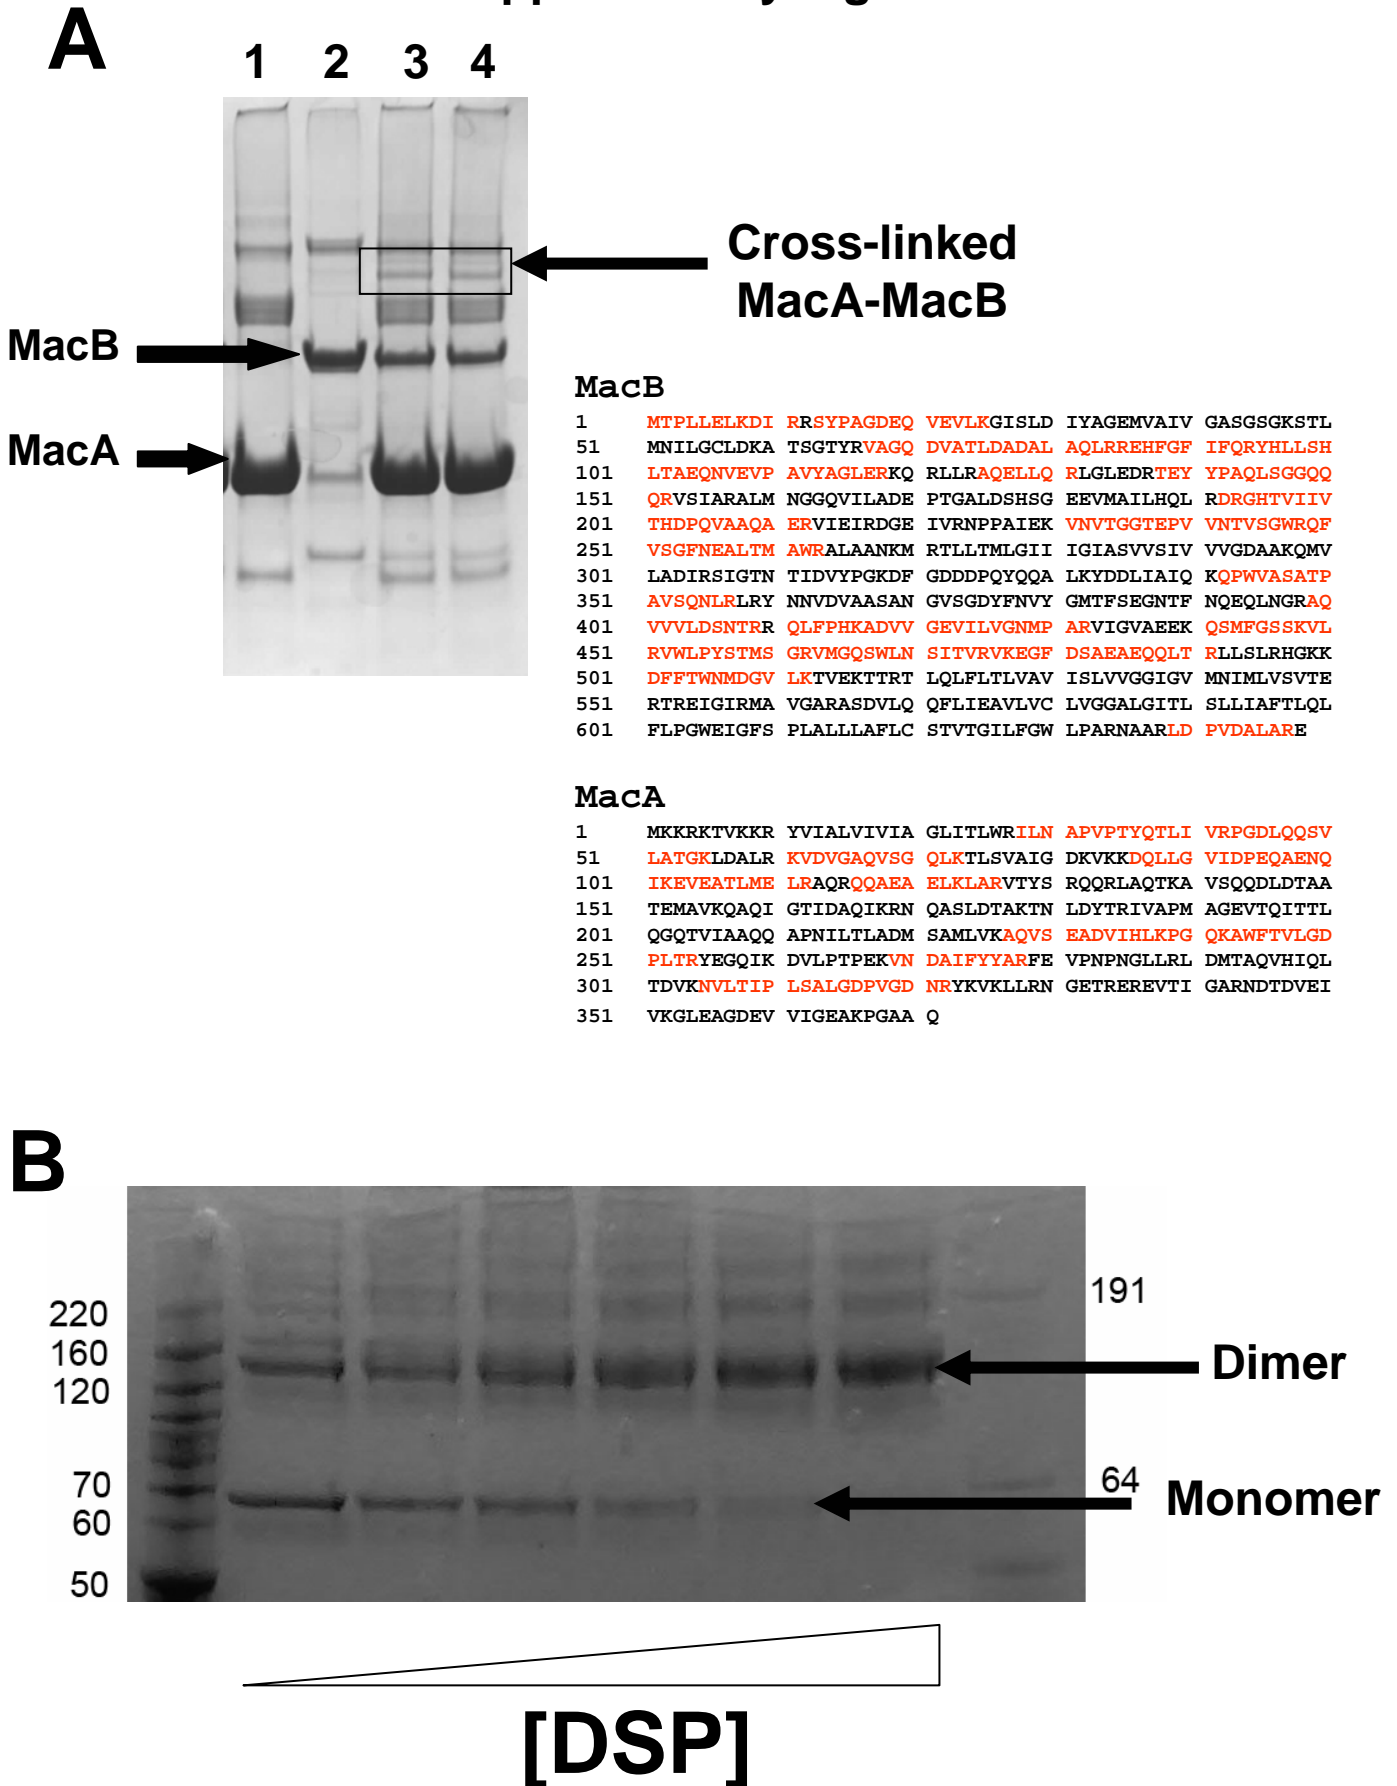 A
1 2 3 4
Cross-linked
MacA-MacB
MacB
MacA
MacB
1 MTPLLELKDI RRSYPAGDEQ VEVLKGISLD IYAGEMVAIV GASGSGKSTL
51 MNILGCLDKA TSGTYRVAGQ DVATLDADAL AQLRREHFGF IFQRYHLLSH
101 LTAEQNVEVP AVYAGLERKQ RLLRAQELLQ RLGLEDRTEY YPAQLSGGQQ
151 QRVSIARALM NGGQVILADE PTGALDSHSG EEVMAILHQL RDRGHTVIIV
201 THDPQVAAQA ERVIEIRDGE IVRNPPAIEK VNVTGGTEPV VNTVSGWRQF
251 VSGFNEALTM AWRALAANKM RTLLTMLGII IGIASVVSIV VVGDAAKQMV
301 LADIRSIGTN TIDVYPGKDF GDDDPQYQQA LKYDDLIAIQ KQPWVASATP
351 AVSQNLRLRY NNVDVAASAN GVSGDYFNVY GMTFSEGNTF NQEQLNGRAQ
401 VVVLDSNTRR QLFPHKADVV GEVILVGNMP ARVIGVAEEK QSMFGSSKVL
451 RVWLPYSTMS GRVMGQSWLN SITVRVKEGF DSAEAEQQLT RLLSLRHGKK
501 DFFTWNMDGV LKTVEKTTRT LQLFLTLVAV ISLVVGGIGV MNIMLVSVTE
551 RTREIGIRMA VGARASDVLQ QFLIEAVLVC LVGGALGITL SLLIAFTLQL
601 FLPGWEIGFS PLALLLAFLC STVTGILFGW LPARNAARLD PVDALARE
MacA
1 MKKRKTVKKR YVIALVIVIA GLITLWRILN APVPTYQTLI VRPGDLQQSV
51 LATGKLDALR KVDVGAQVSG QLKTLSVAIG DKVKKDQLLG VIDPEQAENQ
101 IKEVEATLME LRAQRQQAEA ELKLARVTYS RQQRLAQTKA VSQQDLDTAA
151 TEMAVKQAQI GTIDAQIKRN QASLDTAKTN LDYTRIVAPM AGEVTQITTL
201 QGQTVIAAQQ APNILTLADM SAMLVKAQVS EADVIHLKPG QKAWFTVLGD
251 PLTRYEGQIK DVLPTPEKVN DAIFYYARFE VPNPNGLLRL DMTAQVHIQL
301 TDVKNVLTIP LSALGDPVGD NRYKVKLLRN GETREREVTI GARNDTDVEI
351 VKGLEAGDEV VIGEAKPGAA Q
B
220
160
120
70
60
50
191
Dimer
64
Monomer
[DSP]